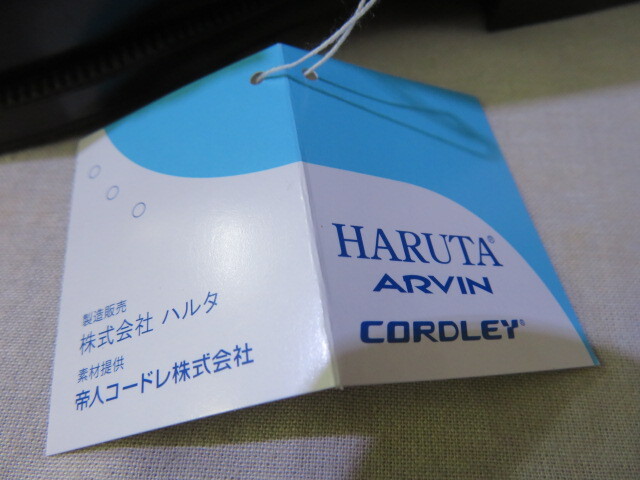 製造販売
株式会社 ハルタ
素材提供
帝人コードレ株式会社
HARUTA®
ARVIN
CORDLEY®